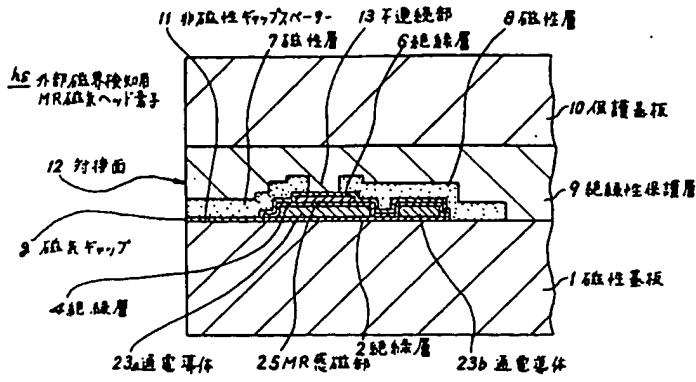 11 非磁性ギャップスペーサー
13 不連続部
8 磁性層
7 磁性層
6 絶縁層
hs 外部磁界検知用
MR磁気ヘッド素子
10 保護基板
12 対接面
9 絶縁性保護層
g 磁気ギャップ
1 磁性基板
4 絶縁層
2 絶縁層
23a 通電導体
25 MR感磁部
23b 通電導体